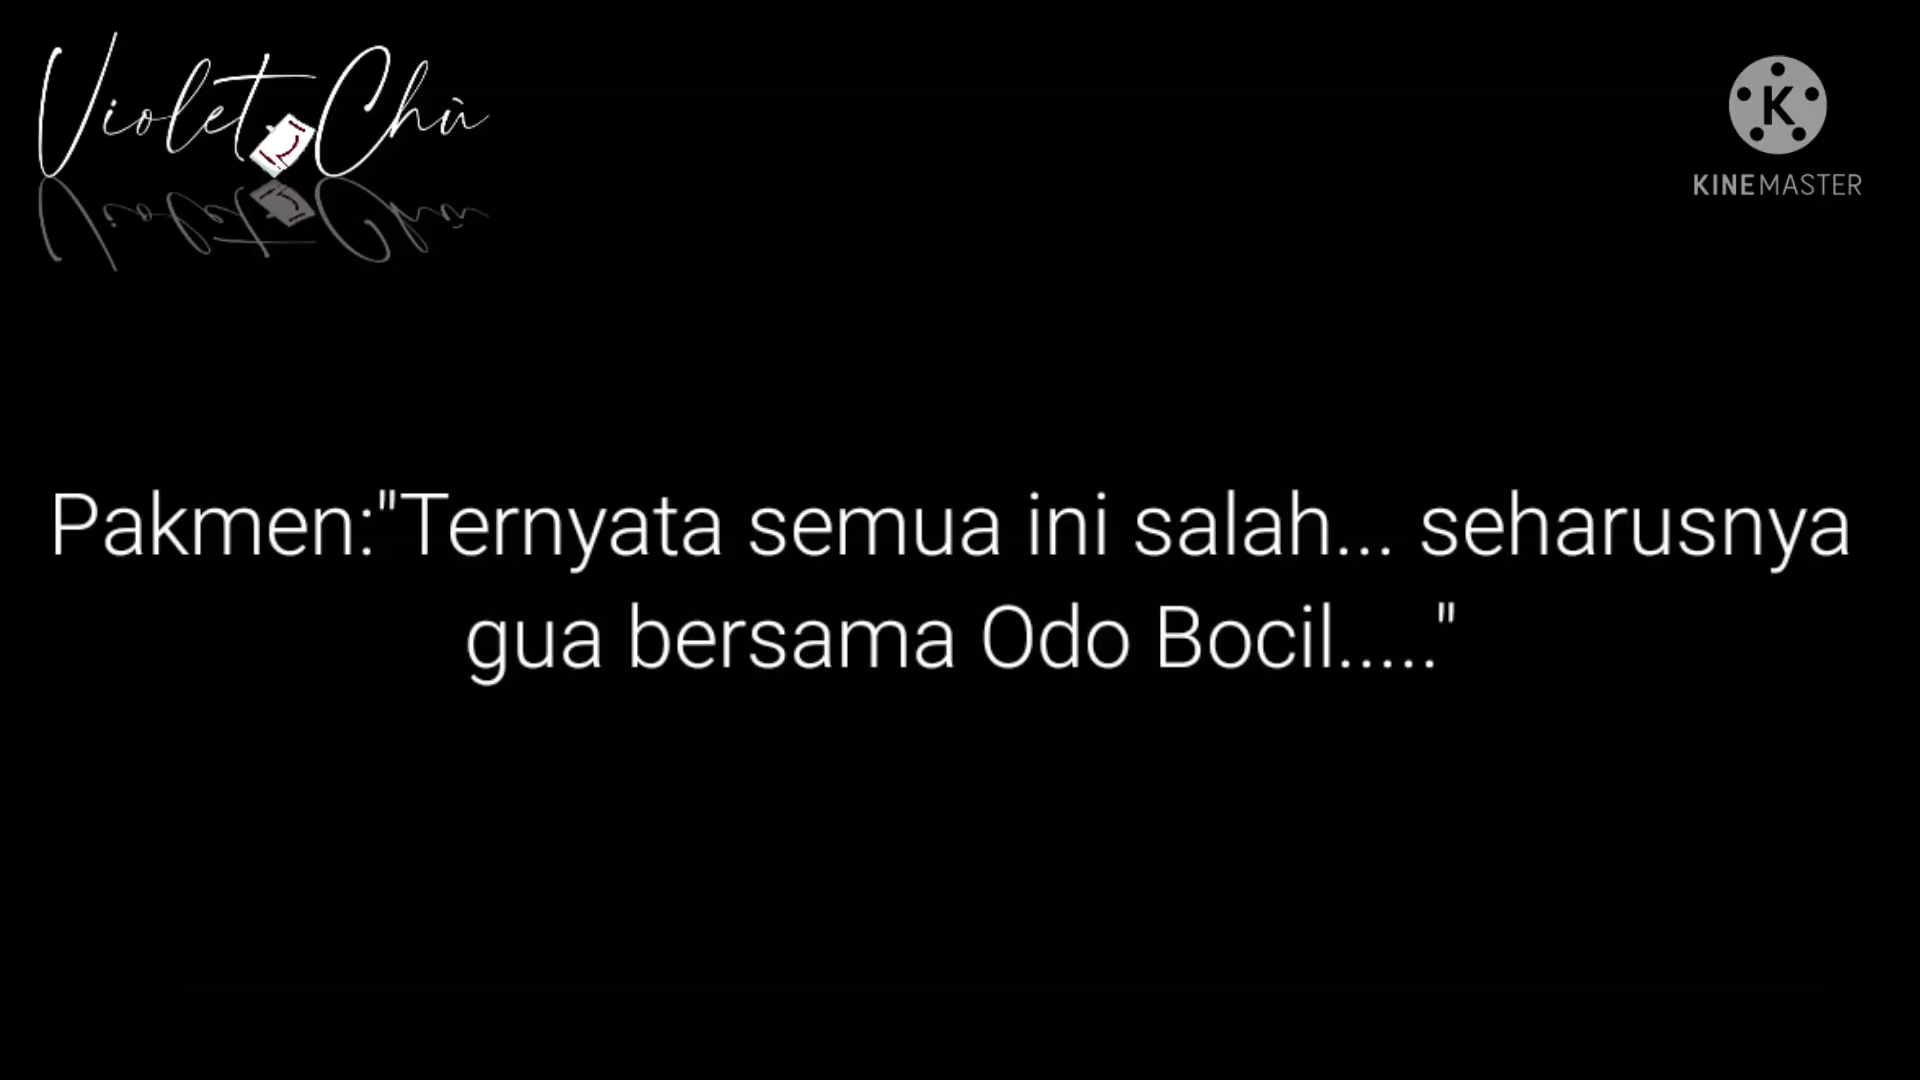 Violet Chù
KINEMASTER
Pakmen:"Ternyata semua ini salah... seharusnya
gua bersama Odo Bocil....."